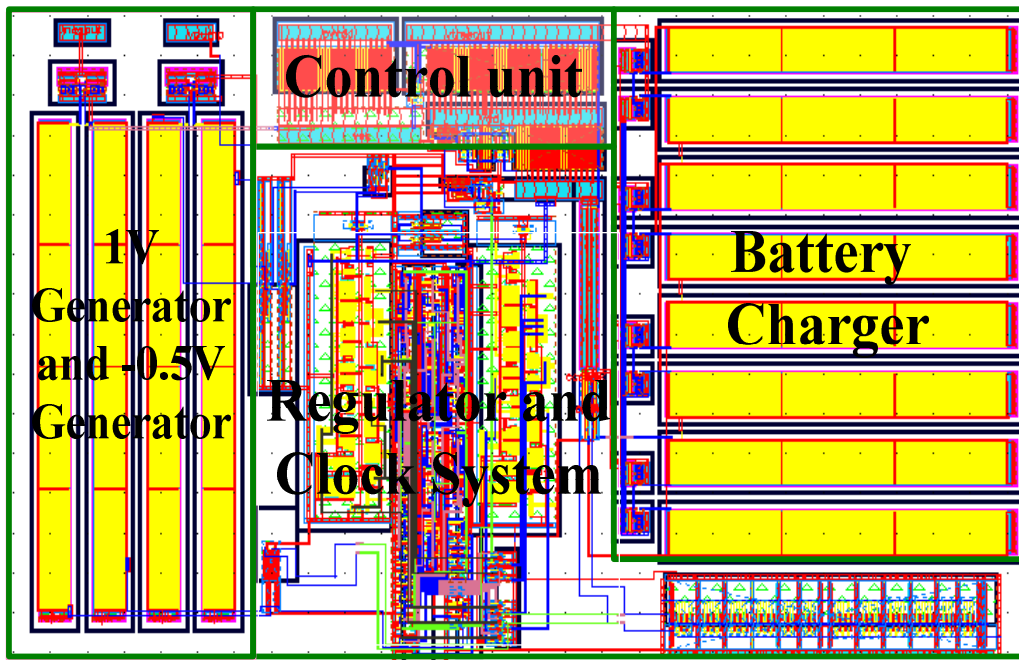 Control unit
1V
Generator
and -0.5V
Generator
Battery
Charger
Regulator and
Clock System